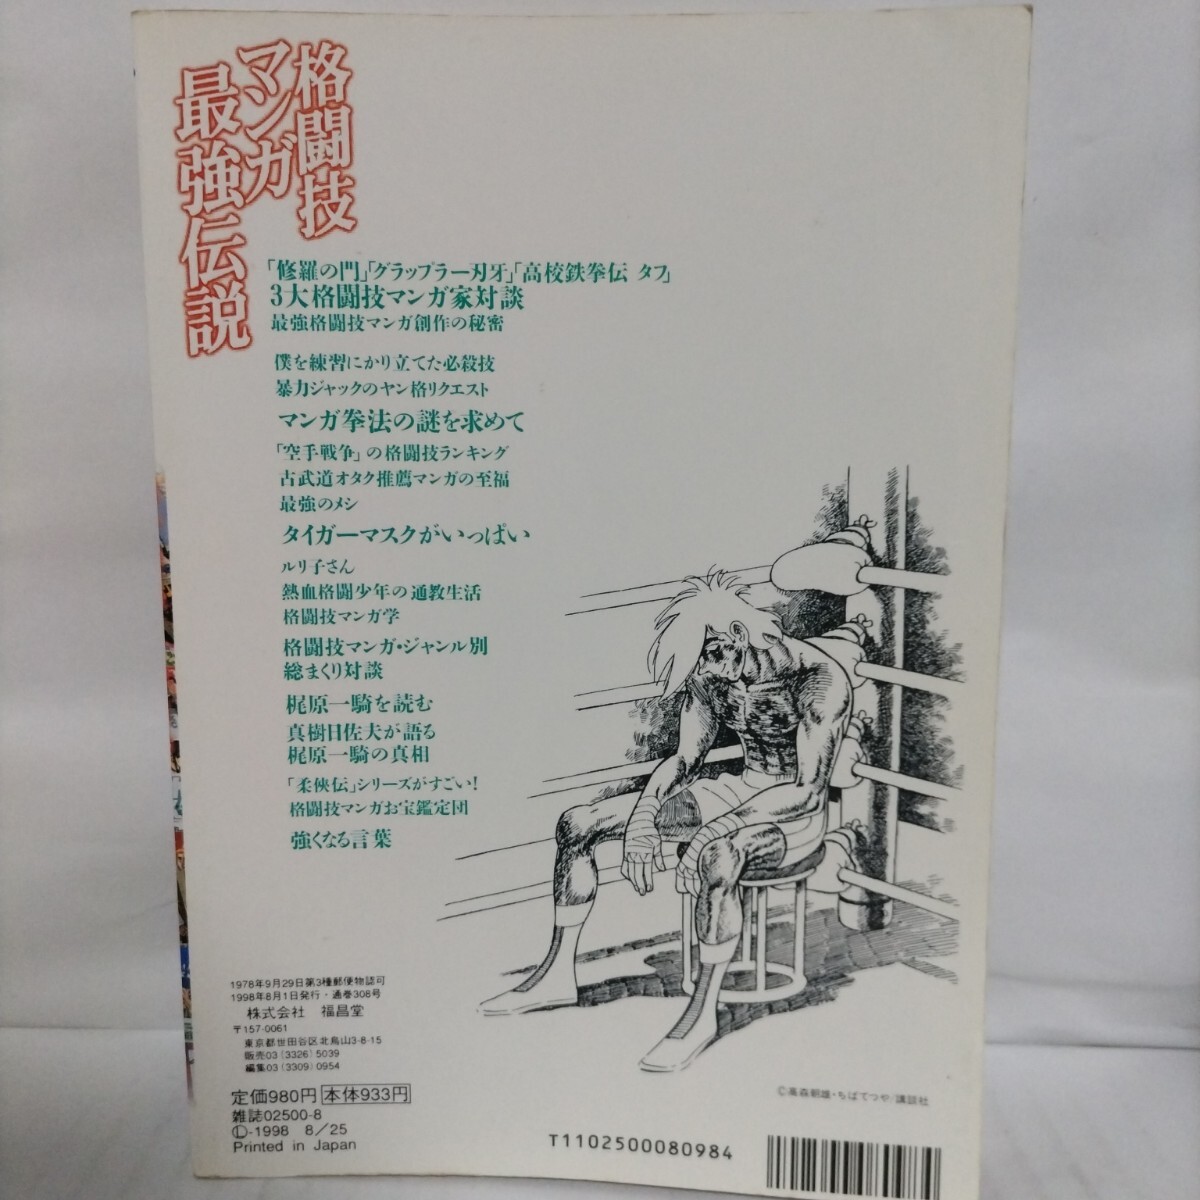 格闘技
マンガ
最強伝説
「修羅の門」「グラップラー刃牙」「高校鉄拳伝 タフ」
3大格闘技マンガ家対談
最強格闘技マンガ創作の秘密
僕を練習にかり立てた必殺技
暴力ジャックのヤン格リクエスト
マンガ拳法の謎を求めて
「空手戦争」の格闘技ランキング
古武道オタク推薦マンガの至福
最強のメシ
タイガーマスクがいっぱい
ルリ子さん
熱血格闘少年の通教生活
格闘技マンガ学
格闘技マンガ・ジャンル別
総まくり対談
梶原一騎を読む
真樹日佐夫が語る
梶原一騎の真相
「柔侠伝」シリーズがすごい!
格闘技マンガお宝鑑定団
強くなる言葉
1978年9月29日第3種郵便物認可
1998年8月1日発行・通巻308号
株式会社 福昌堂
〒157-0061
東京都世田谷区北烏山3-8-15
販売03(3326)5039
編集03(3309)0954
定価980円 本体933円
雑誌02500-8
Ⓛ-1998 8/25
Printed in Japan
©高森朝雄・ちばてつや/講談社
T1102500080984